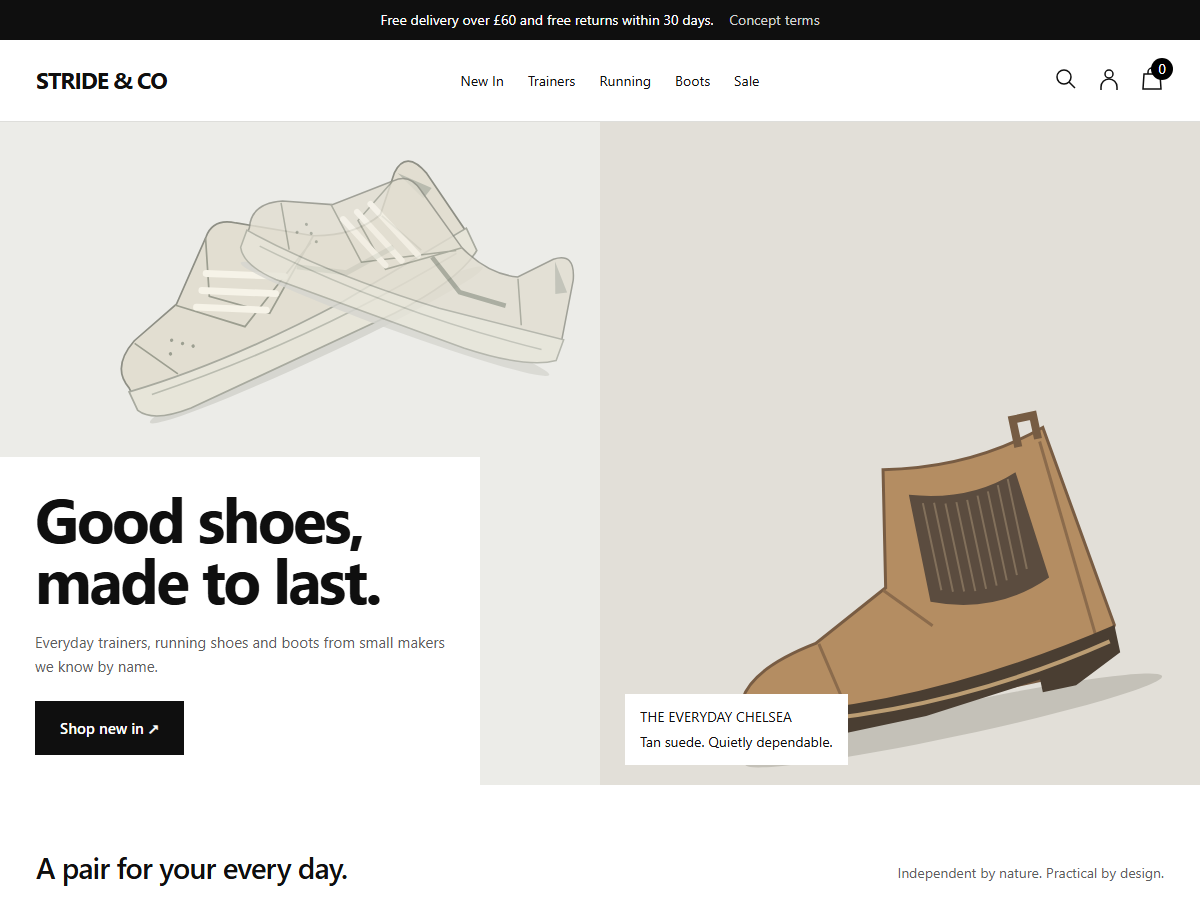 Free delivery over £60 and free returns within 30 days. Concept terms
STRIDE & CO
New In Trainers Running Boots Sale
0
Good shoes,
made to last.
Everyday trainers, running shoes and boots from small makers
we know by name.
Shop new in ↗
THE EVERYDAY CHELSEA
Tan suede. Quietly dependable.
A pair for your every day.
Independent by nature. Practical by design.